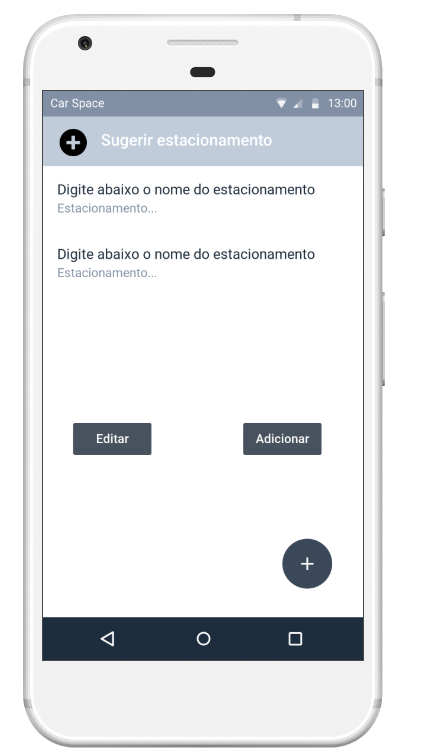 Car Space 13:00
Sugerir estacionamento
Digite abaixo o nome do estacionamento
Estacionamento...
Digite abaixo o nome do estacionamento
Estacionamento...
Editar Adicionar
+